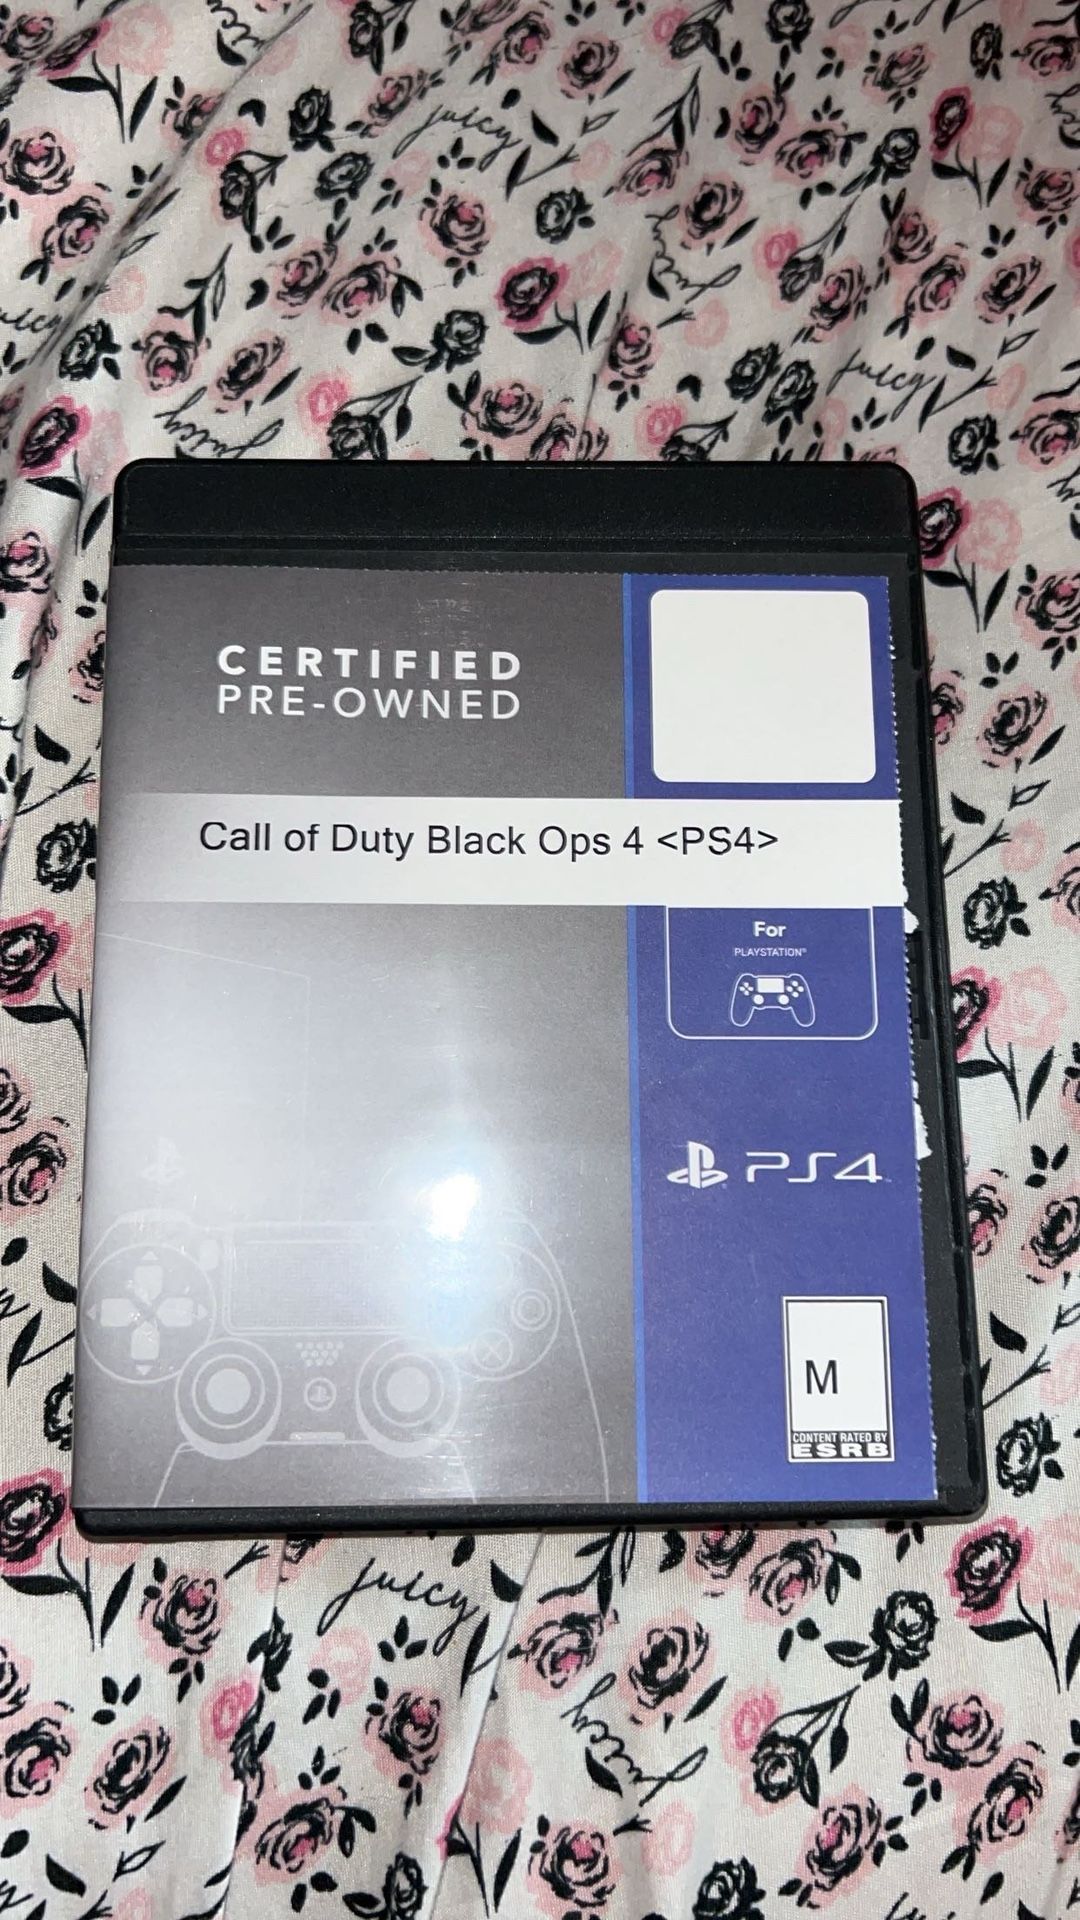 juicy
juicy
juicy
CERTIFIED
PRE-OWNED
Call of Duty Black Ops 4 <PS4>
For
PLAYSTATION®
PS4
M
CONTENT RATED BY
ESRB
juicy